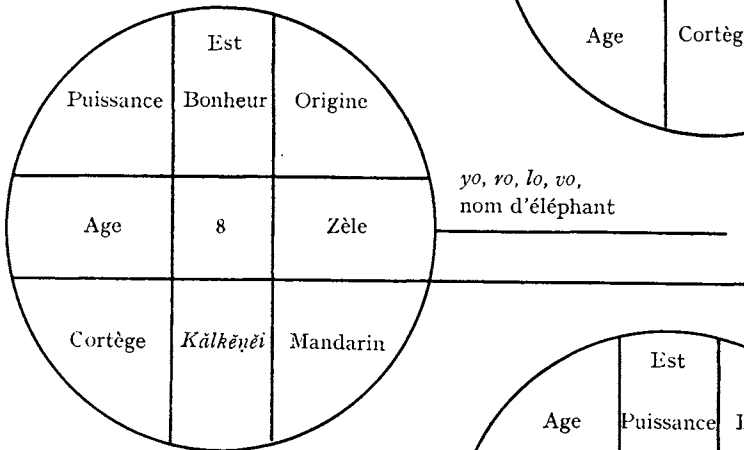 Est
Puissance Bonheur Origine
Age 8 Zèle
Cortège Kălkĕṇĕi Mandarin
Age Cortèg
yo, ro, lo, vo,
nom d'éléphant
Est
Age Puissance